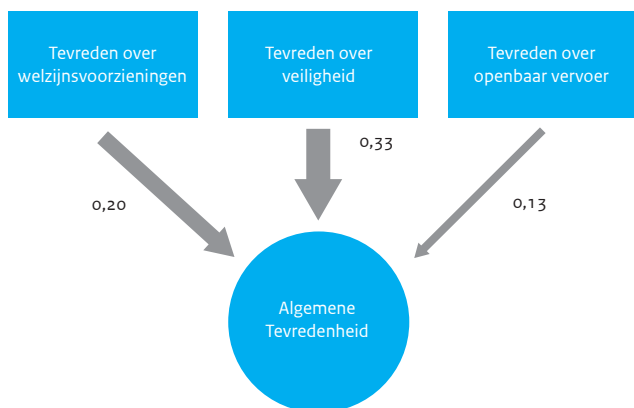 Tevreden over
welzijnsvoorzieningen
Tevreden over
veiligheid
Tevreden over
openbaar vervoer
0,20
0,33
0,13
Algemene
Tevredenheid